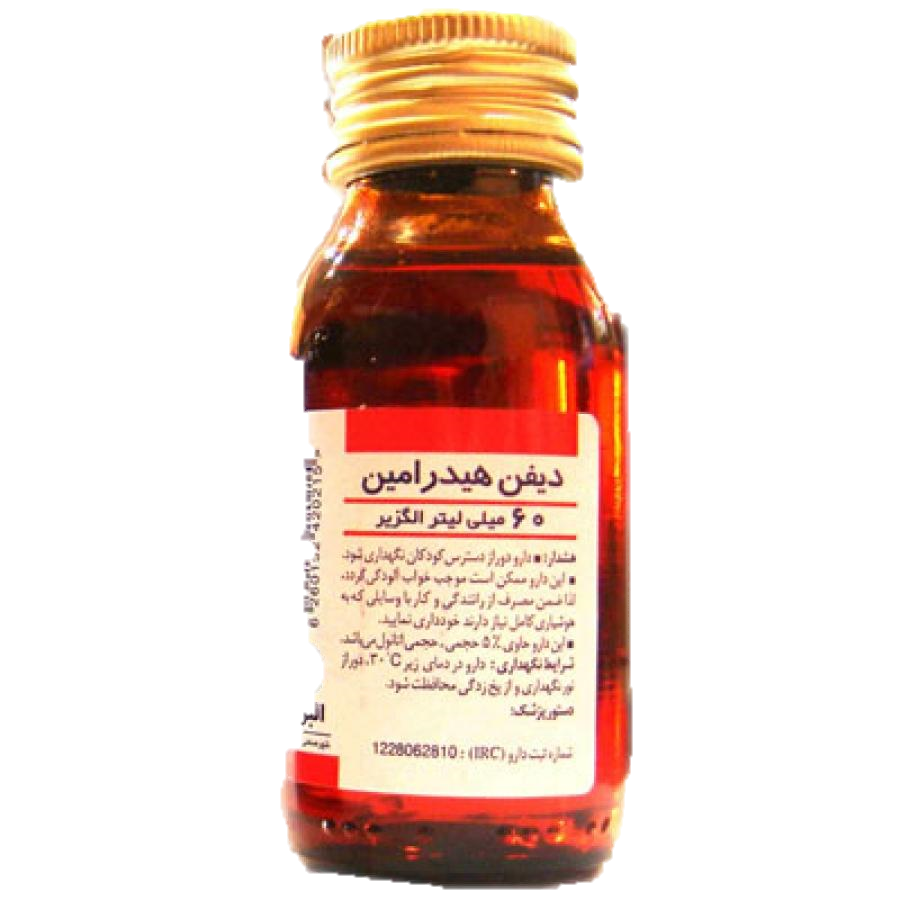 دیفن هیدرامین
۶۰ میلی لیتر الگزیر
هشدار: ■ دارو دور از دسترس کودکان نگهداری شود.
■ این دارو ممکن است موجب خواب آلودگی گردد،
لذا ضمن مصرف از رانندگی و کار با وسایلی که به
هوشیاری کامل نیاز دارند خودداری نمایید.
■ این دارو حاوی ۵٪ حجمی ـ حجمی اتانول می‌باشد.
شرایط نگهداری: دارو در دمای زیر ۳۰°C، دور از
نور نگهداری و از یخ زدگی محافظت شود.
دستور پزشک:
شماره ثبت دارو (IRC) : 1228062810
البر